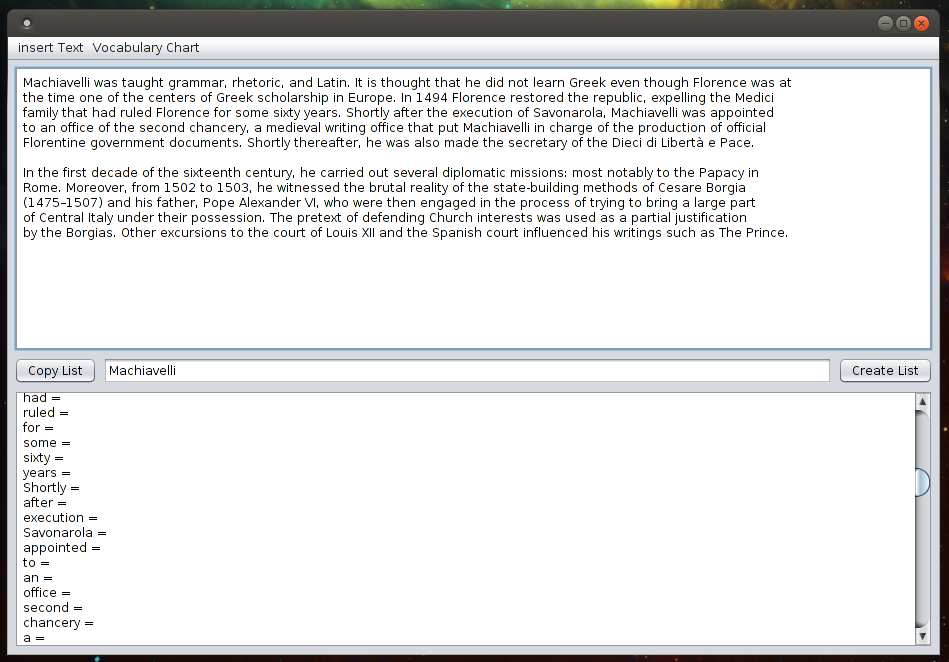 insert Text Vocabulary Chart
Machiavelli was taught grammar, rhetoric, and Latin. It is thought that he did not learn Greek even though Florence was at
the time one of the centers of Greek scholarship in Europe. In 1494 Florence restored the republic, expelling the Medici
family that had ruled Florence for some sixty years. Shortly after the execution of Savonarola, Machiavelli was appointed
to an office of the second chancery, a medieval writing office that put Machiavelli in charge of the production of official
Florentine government documents. Shortly thereafter, he was also made the secretary of the Dieci di Libertà e Pace.
In the first decade of the sixteenth century, he carried out several diplomatic missions: most notably to the Papacy in
Rome. Moreover, from 1502 to 1503, he witnessed the brutal reality of the state-building methods of Cesare Borgia
(1475–1507) and his father, Pope Alexander VI, who were then engaged in the process of trying to bring a large part
of Central Italy under their possession. The pretext of defending Church interests was used as a partial justification
by the Borgias. Other excursions to the court of Louis XII and the Spanish court influenced his writings such as The Prince.
Copy List Machiavelli Create List
had =
ruled =
for =
some =
sixty =
years =
Shortly =
after =
execution =
Savonarola =
appointed =
to =
an =
office =
second =
chancery =
a =